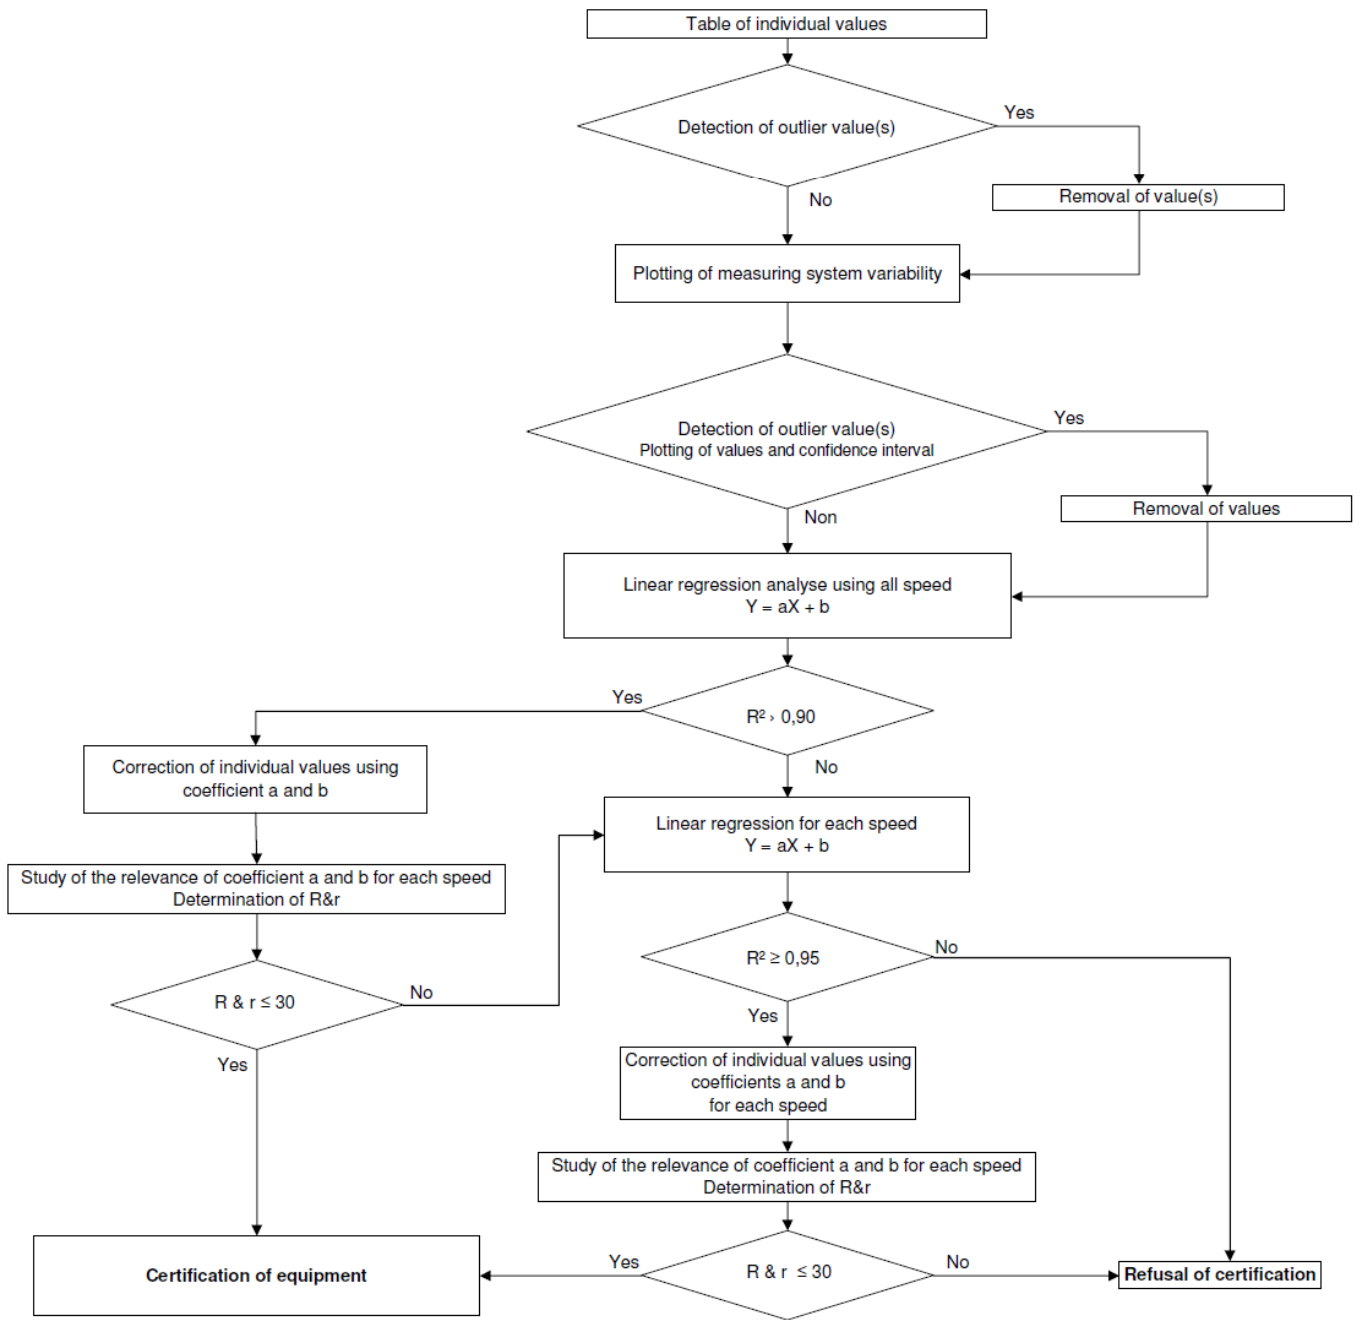 Table of individual values
Detection of outlier value(s)
Yes
No
Removal of value(s)
Plotting of measuring system variability
Detection of outlier value(s)
Plotting of values and confidence interval
Yes
Non
Removal of values
Linear regression analyse using all speed
Y = aX + b
R² › 0,90
Yes
No
Correction of individual values using
coefficient a and b
Study of the relevance of coefficient a and b for each speed
Determination of R&r
R & r ≤ 30
No
Yes
Linear regression for each speed
Y = aX + b
R² ≥ 0,95
No
Yes
Correction of individual values using
coefficients a and b
for each speed
Study of the relevance of coefficient a and b for each speed
Determination of R&r
R & r ≤ 30
Yes
No
Certification of equipment
Refusal of certification